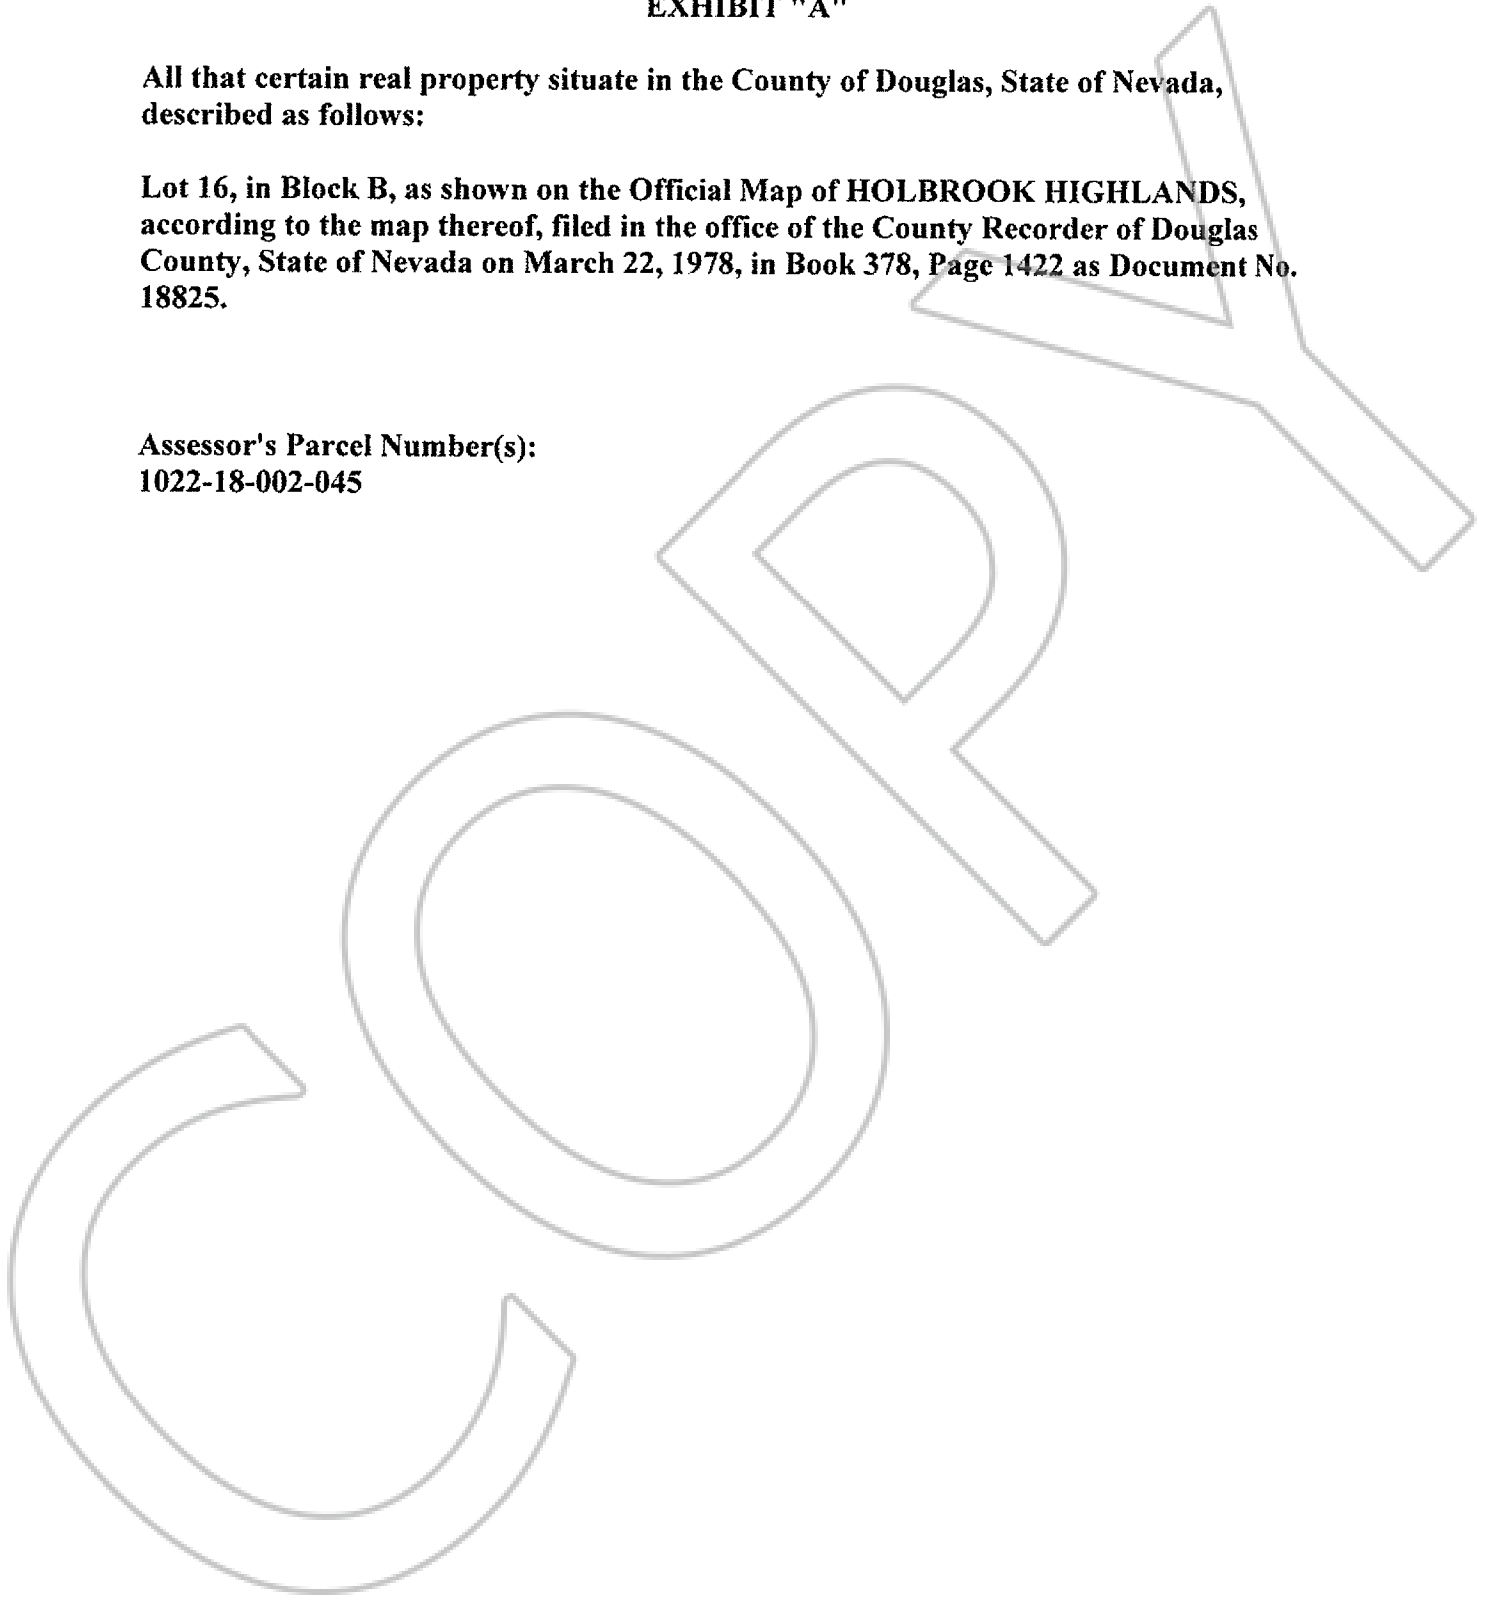 EXHIBIT "A"
All that certain real property situate in the County of Douglas, State of Nevada,
described as follows:
Lot 16, in Block B, as shown on the Official Map of HOLBROOK HIGHLANDS,
according to the map thereof, filed in the office of the County Recorder of Douglas
County, State of Nevada on March 22, 1978, in Book 378, Page 1422 as Document No.
18825.
Assessor's Parcel Number(s):
1022-18-002-045
COPY